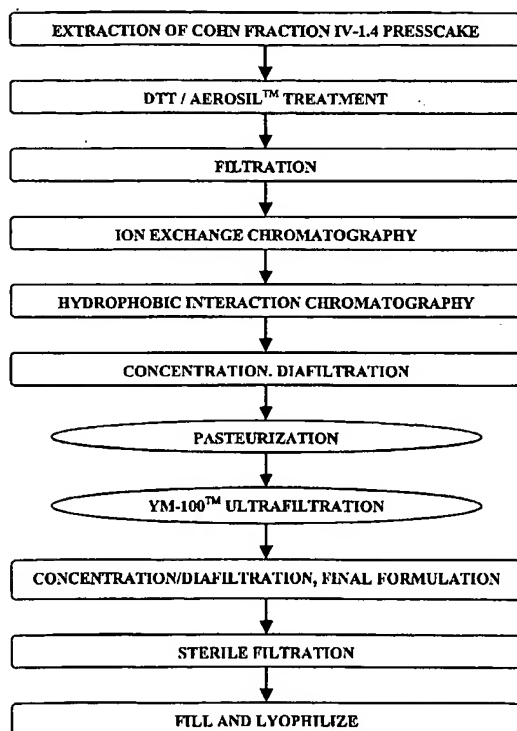 EXTRACTION OF COHN FRACTION IV-1.4 PRESSCAKE
DTT / AEROSIL™ TREATMENT
FILTRATION
ION EXCHANGE CHROMATOGRAPHY
HYDROPHOBIC INTERACTION CHROMATOGRAPHY
CONCENTRATION. DIAFILTRATION
PASTEURIZATION
YM-100™ ULTRAFILTRATION
CONCENTRATION/DIAFILTRATION, FINAL FORMULATION
STERILE FILTRATION
FILL AND LYOPHILIZE